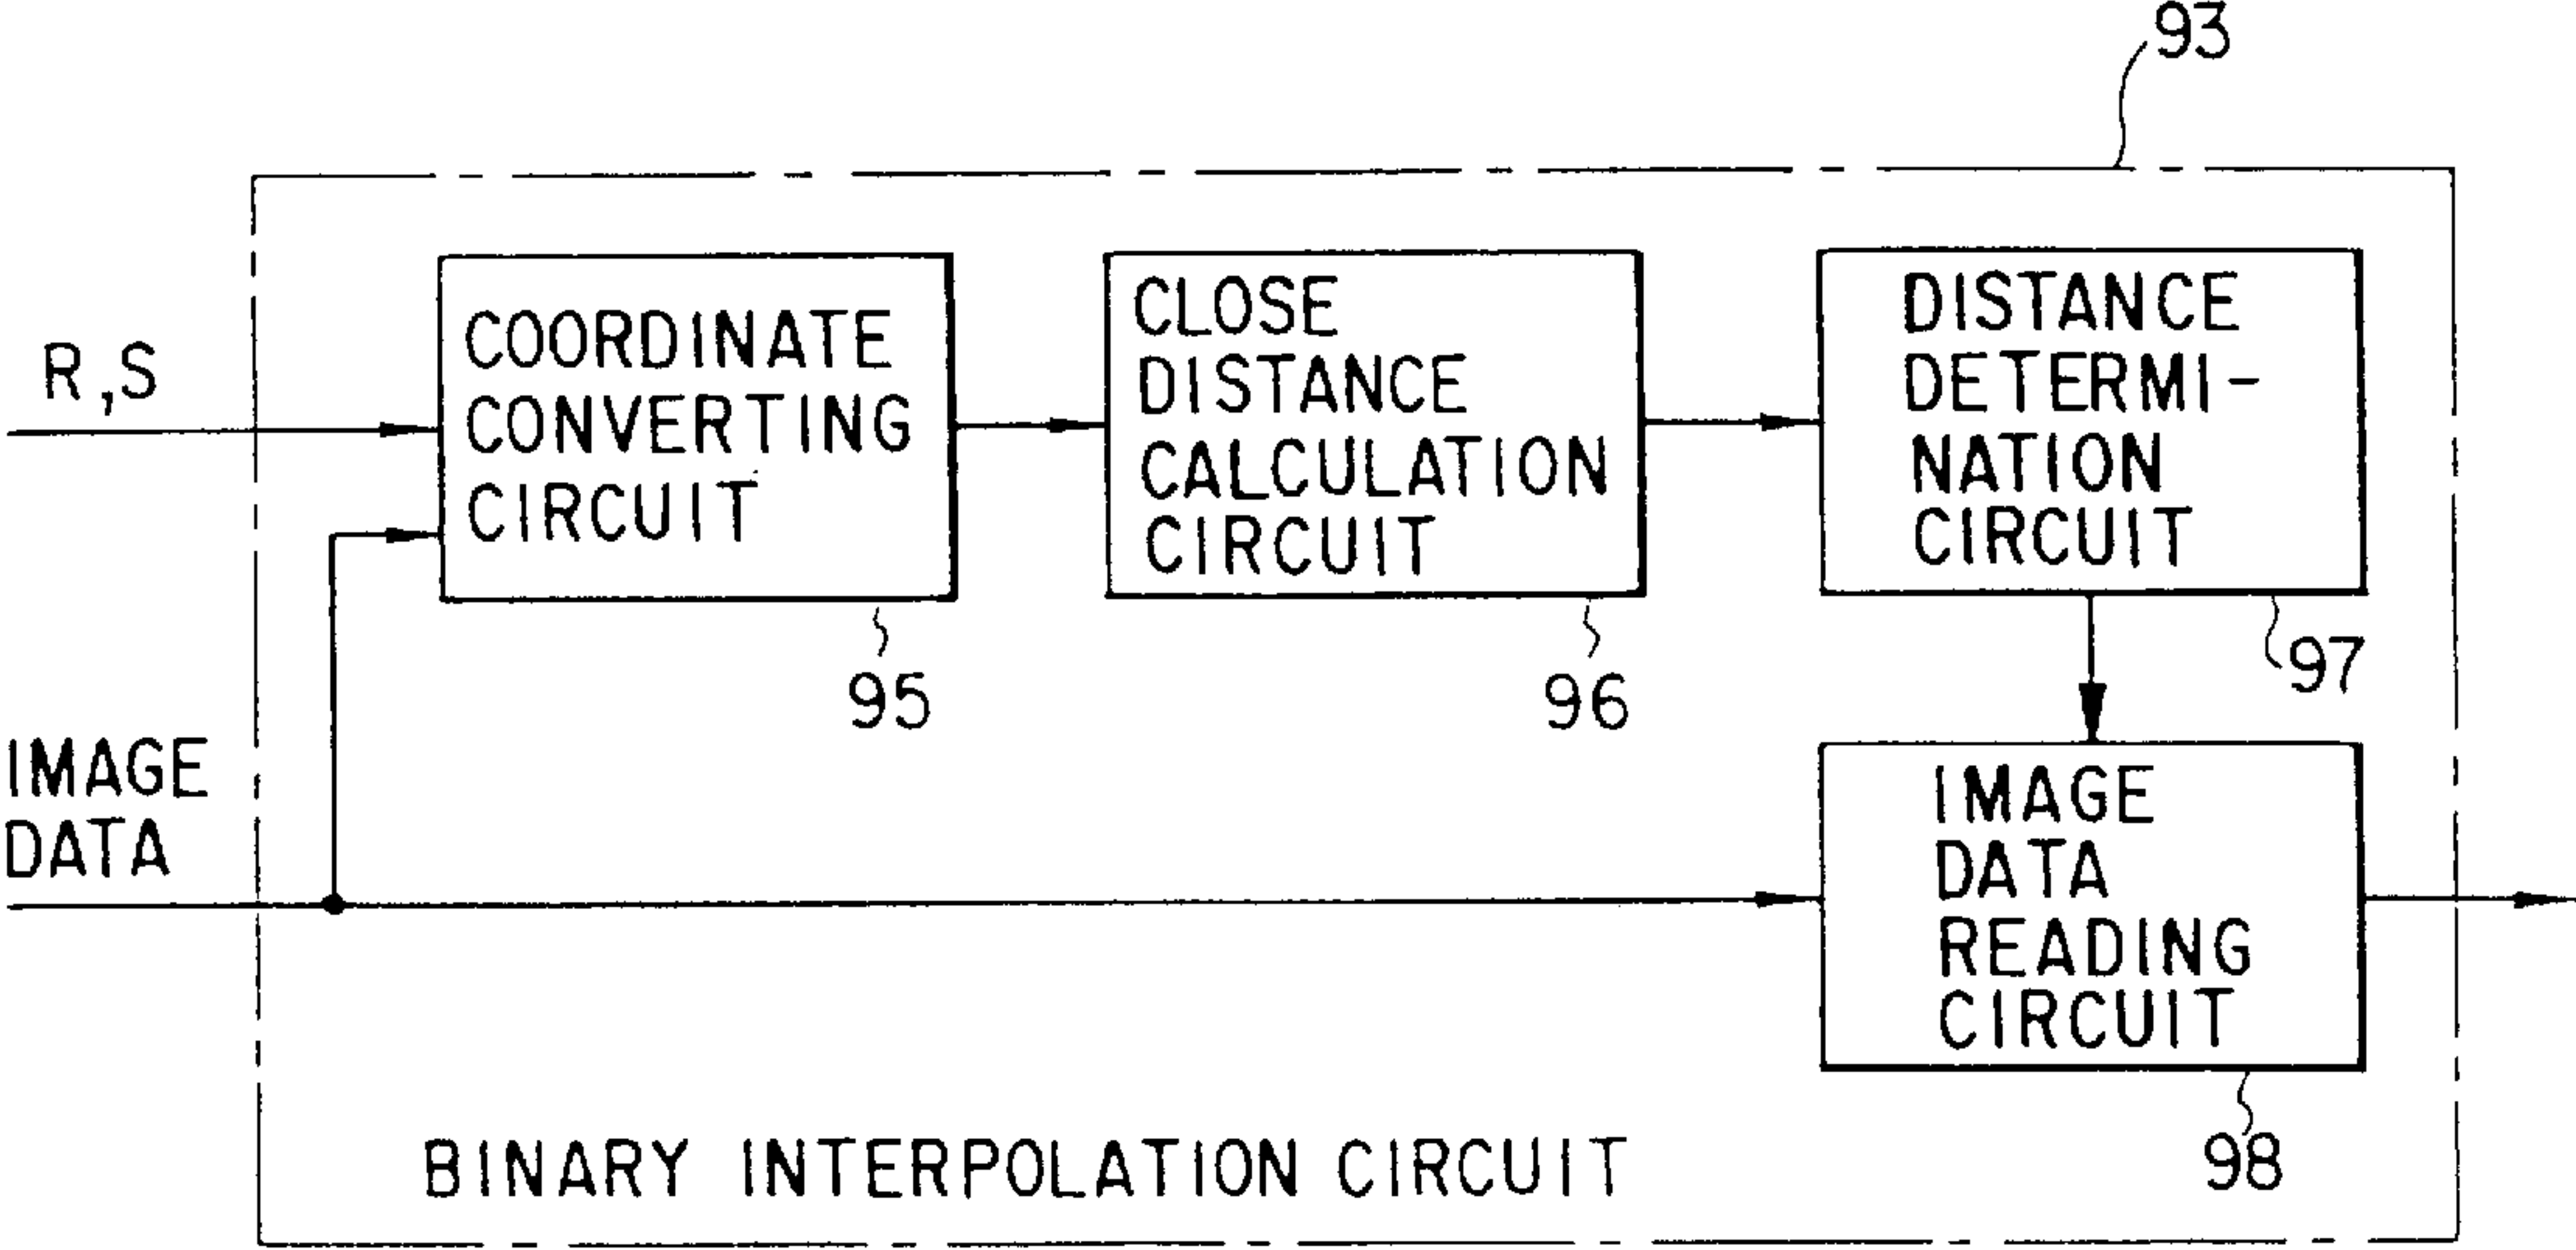 93
R,S
COORDINATE
CONVERTING
CIRCUIT
95
CLOSE
DISTANCE
CALCULATION
CIRCUIT
96
DISTANCE
DETERMI-
NATION
CIRCUIT
97
IMAGE
DATA
IMAGE
DATA
READING
CIRCUIT
98
BINARY INTERPOLATION CIRCUIT